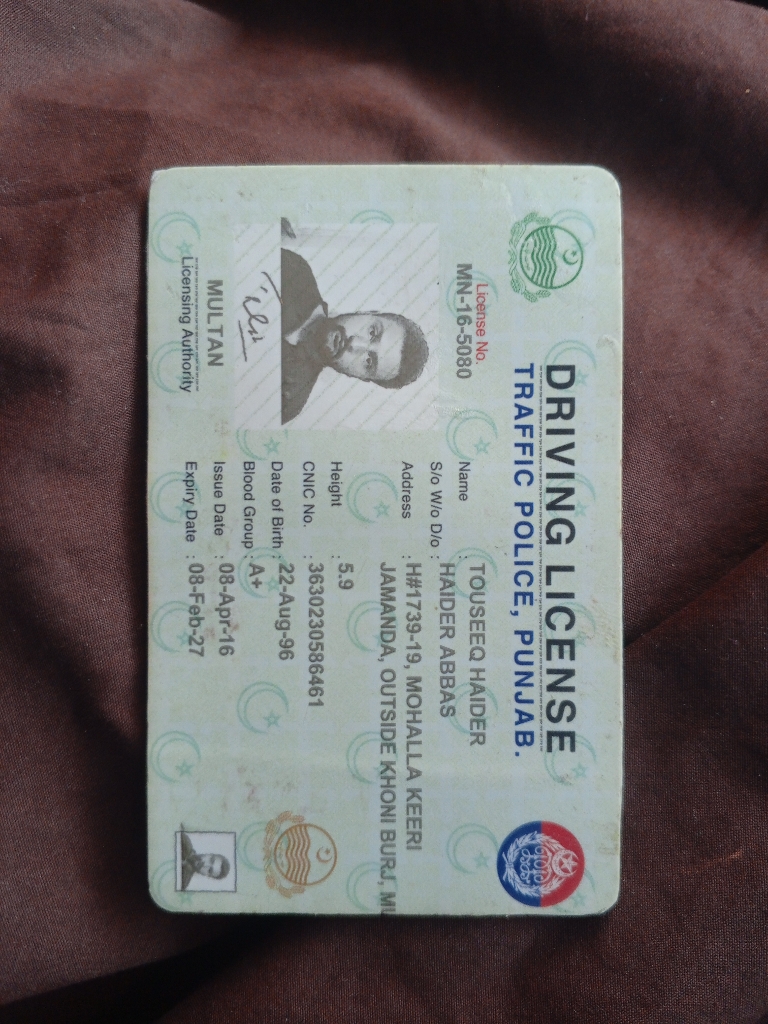 DRIVING LICENSE
TRAFFIC POLICE, PUNJAB.
License No.
MN-16-5080
Name : TOUSEEQ HAIDER
S/o W/o D/o : HAIDER ABBAS
Address : H#1739-19, MOHALLA KEERI
JAMANDA, OUTSIDE KHONI BURJ, MU
Height : 5.9
CNIC No. : 3630230586461
Date of Birth : 22-Aug-96
Blood Group : A+
Issue Date : 08-Apr-16
Expiry Date : 08-Feb-27
MULTAN
Licensing Authority